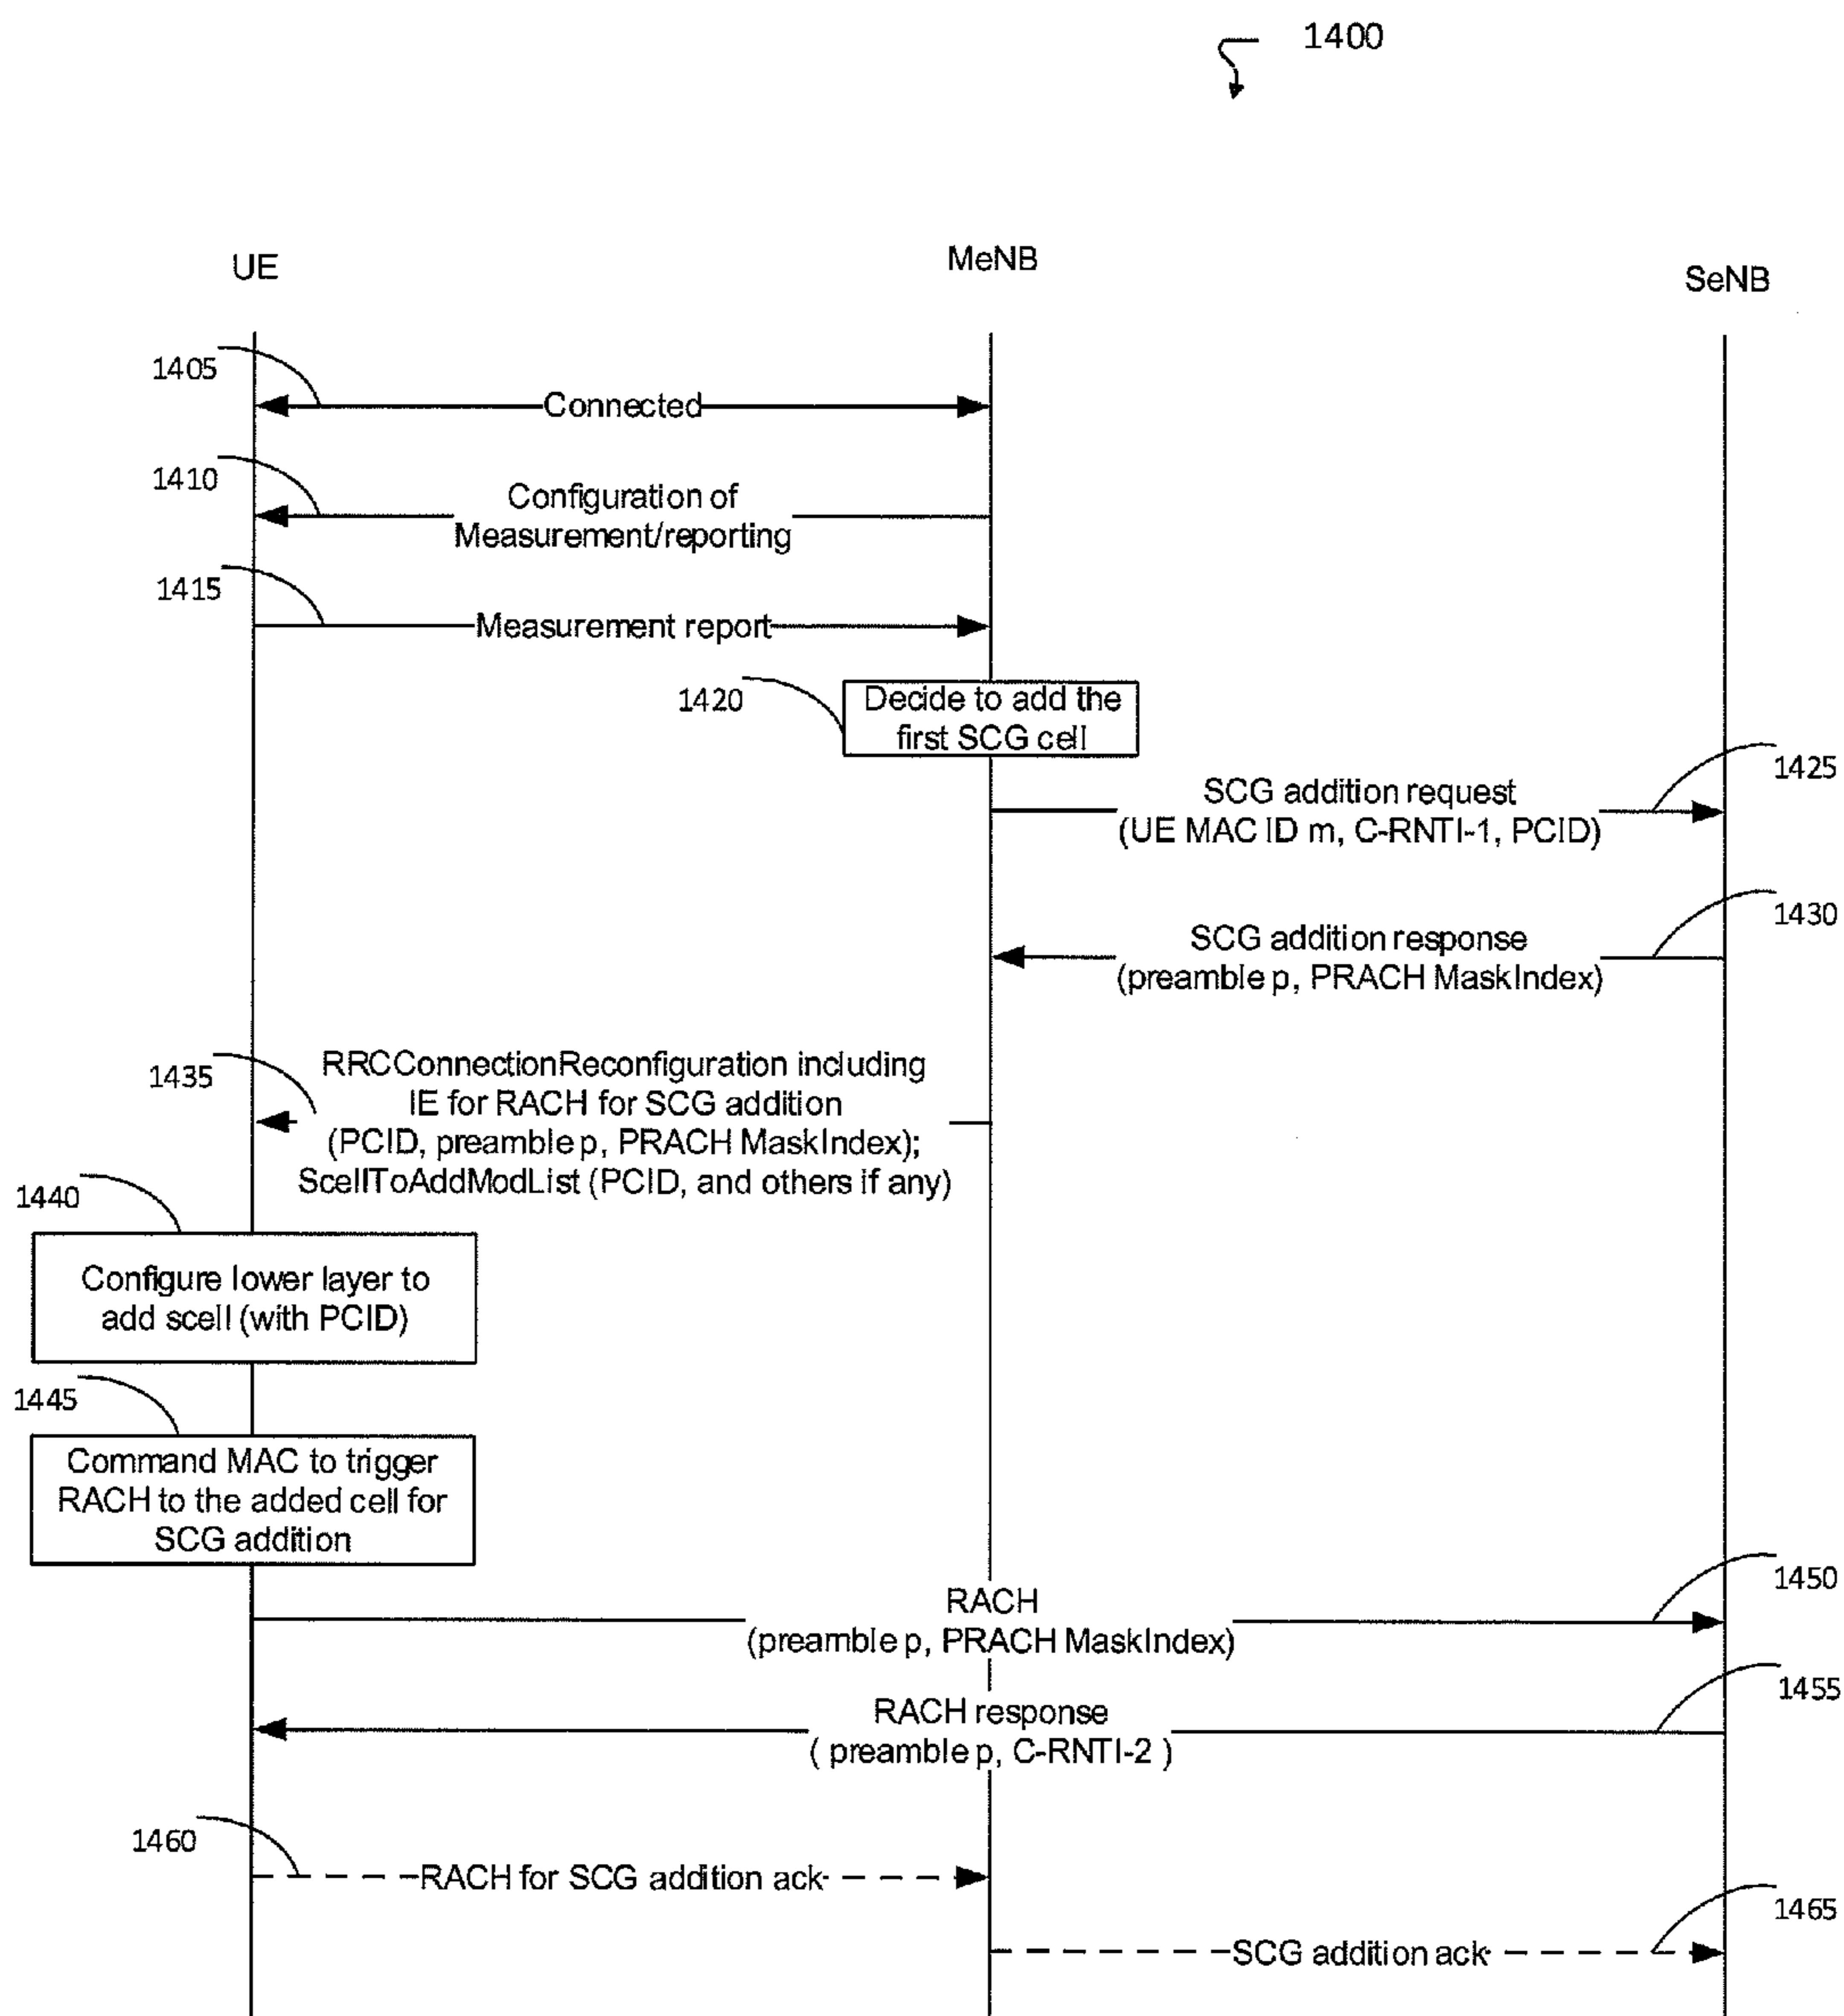 1400
UE
MeNB
SeNB
1405
Connected
1410
Configuration of
Measurement/reporting
1415
Measurement report
1420
Decide to add the
first SCG cell
1425
SCG addition request
(UE MAC ID m, C-RNTI-1, PCID)
1430
SCG addition response
(preamble p, PRACH MaskIndex)
1435
RRCConnectionReconfiguration including
IE for RACH for SCG addition
(PCID, preamble p, PRACH MaskIndex);
ScellToAddModList (PCID, and others if any)
1440
Configure lower layer to
add scell (with PCID)
1445
Command MAC to trigger
RACH to the added cell for
SCG addition
1450
RACH
(preamble p, PRACH MaskIndex)
1455
RACH response
( preamble p, C-RNTI-2 )
1460
RACH for SCG addition ack
1465
SCG addition ack